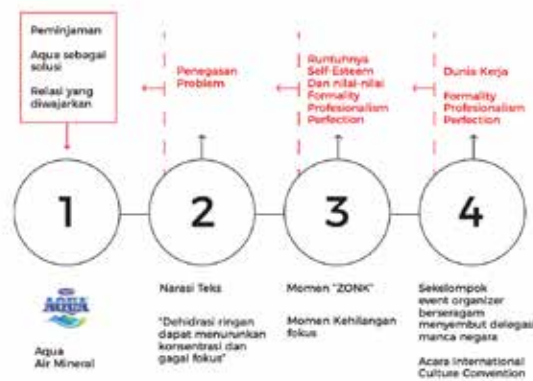 Peminjaman
Aqua sebagai
solusi
Relasi yang
diwajarkan
Penegasan
Problem
Runtuhnya
Self Esteem
Dan nilai-nilai
Formality
Profesionalism
Perfection
Dunia Kerja
Formality
Profesionalism
Perfection
1
2
3
4
AQUA
Aqua
Air Mineral
Narasi Teks
"Dehidrasi ringan
dapat menurunkan
konsentrasi dan
gagal fokus"
Momen "ZONK"
Momen Kehilangan
fokus
Sekelompok
event organizer
berseragam
menyembut delegasi
manca negara
Acara International
Culture Convention